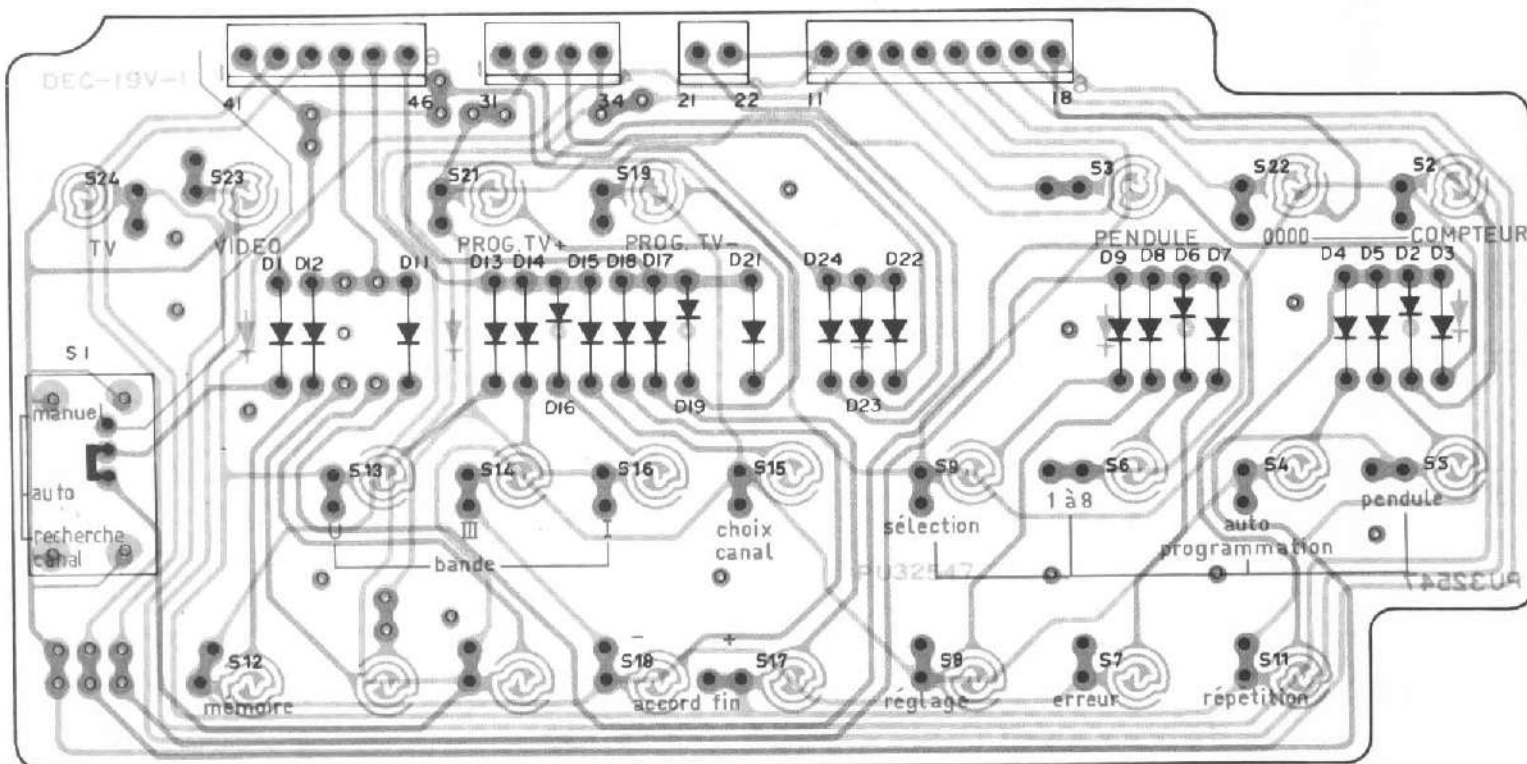 DEC-19V-1
41 46 31 34 21 22 11 18
S24 S23 S21 S19 S3 S22 S2
TV VIDEO PROG. TV+ PROG. TV- PENDULE 0000 COMPTEUR
D1 D12 D11 D13 D14 D15 D18 D17 D21 D24 D22 D9 D8 D6 D7 D4 D5 D2 D3
S1
D16 D19 D23
manuel
auto
recherche
canal
S13 S14 S16 S15 S9 S6 S4 S5
U III I choix
canal
sélection 1 à 8 auto
programmation
pendule
bande
PU32547
PU32547
S12 - S18 + S17 S8 S7 S11
mémoire accord fin réglage erreur répétition